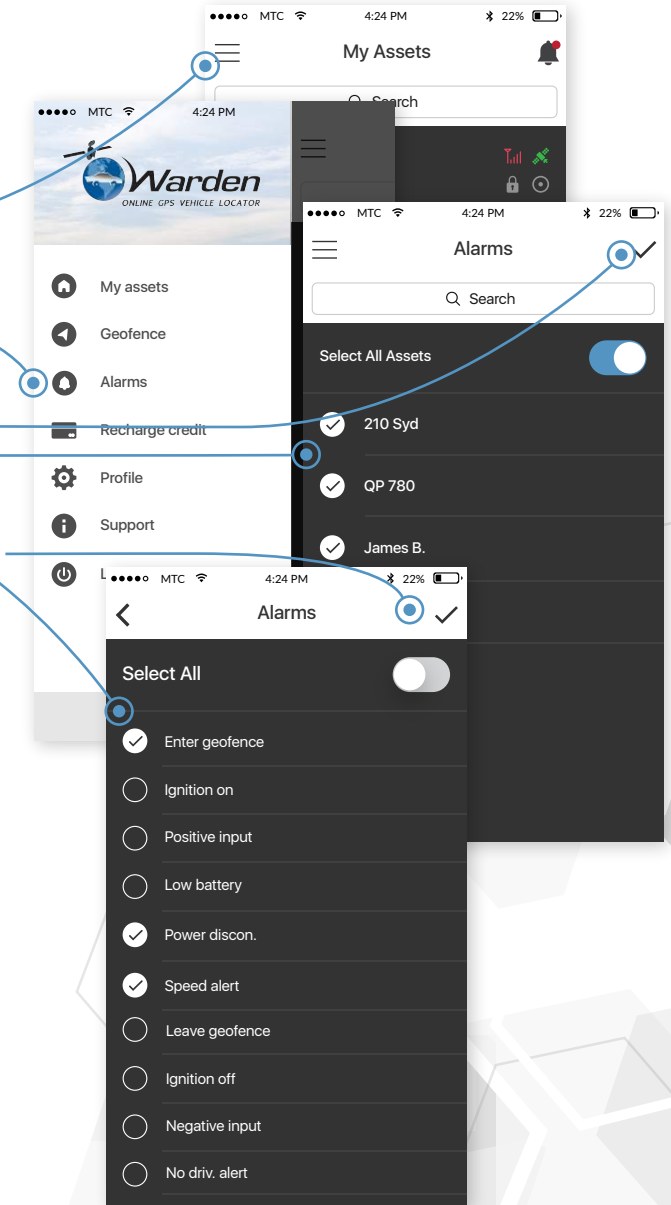 MTC 4:24 PM 22%
My Assets
Search
MTC 4:24 PM
Warden
ONLINE GPS VEHICLE LOCATOR
My assets
Geofence
Alarms
Recharge credit
Profile
Support
L
MTC 4:24 PM 22%
Alarms
Search
Select All Assets
210 Syd
QP 780
James B.
MTC 4:24 PM 22%
Alarms
Select All
Enter geofence
Ignition on
Positive input
Low battery
Power discon.
Speed alert
Leave geofence
Ignition off
Negative input
No driv. alert